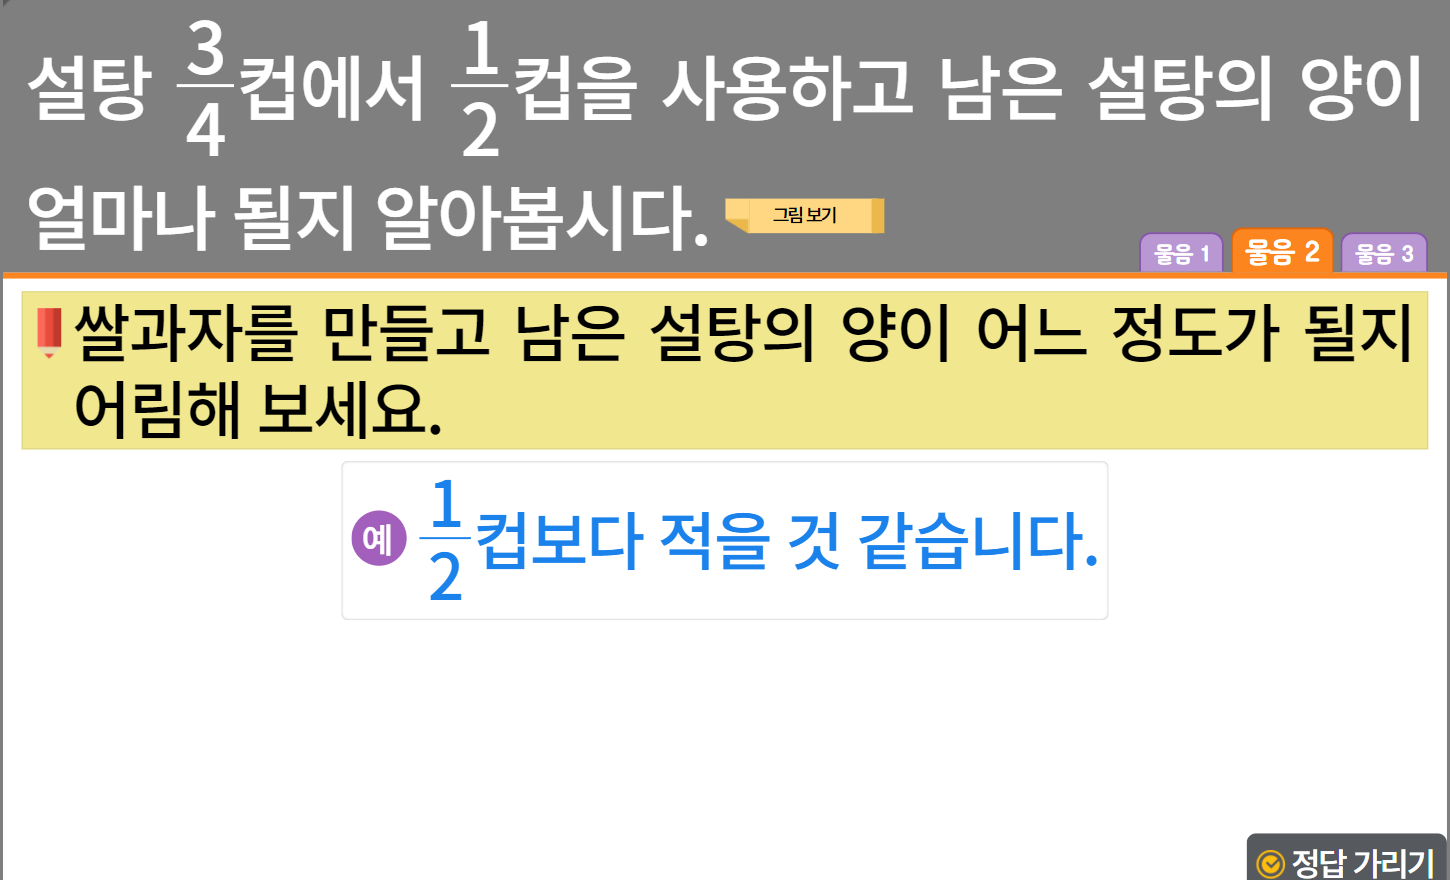 설탕 3/4컵에서 1/2컵을 사용하고 남은 설탕의 양이
얼마나 될지 알아봅시다. 그림 보기
물음 1 물음 2 물음 3
쌀과자를 만들고 남은 설탕의 양이 어느 정도가 될지
어림해 보세요.
예 1/2컵보다 적을 것 같습니다.
정답 가리기